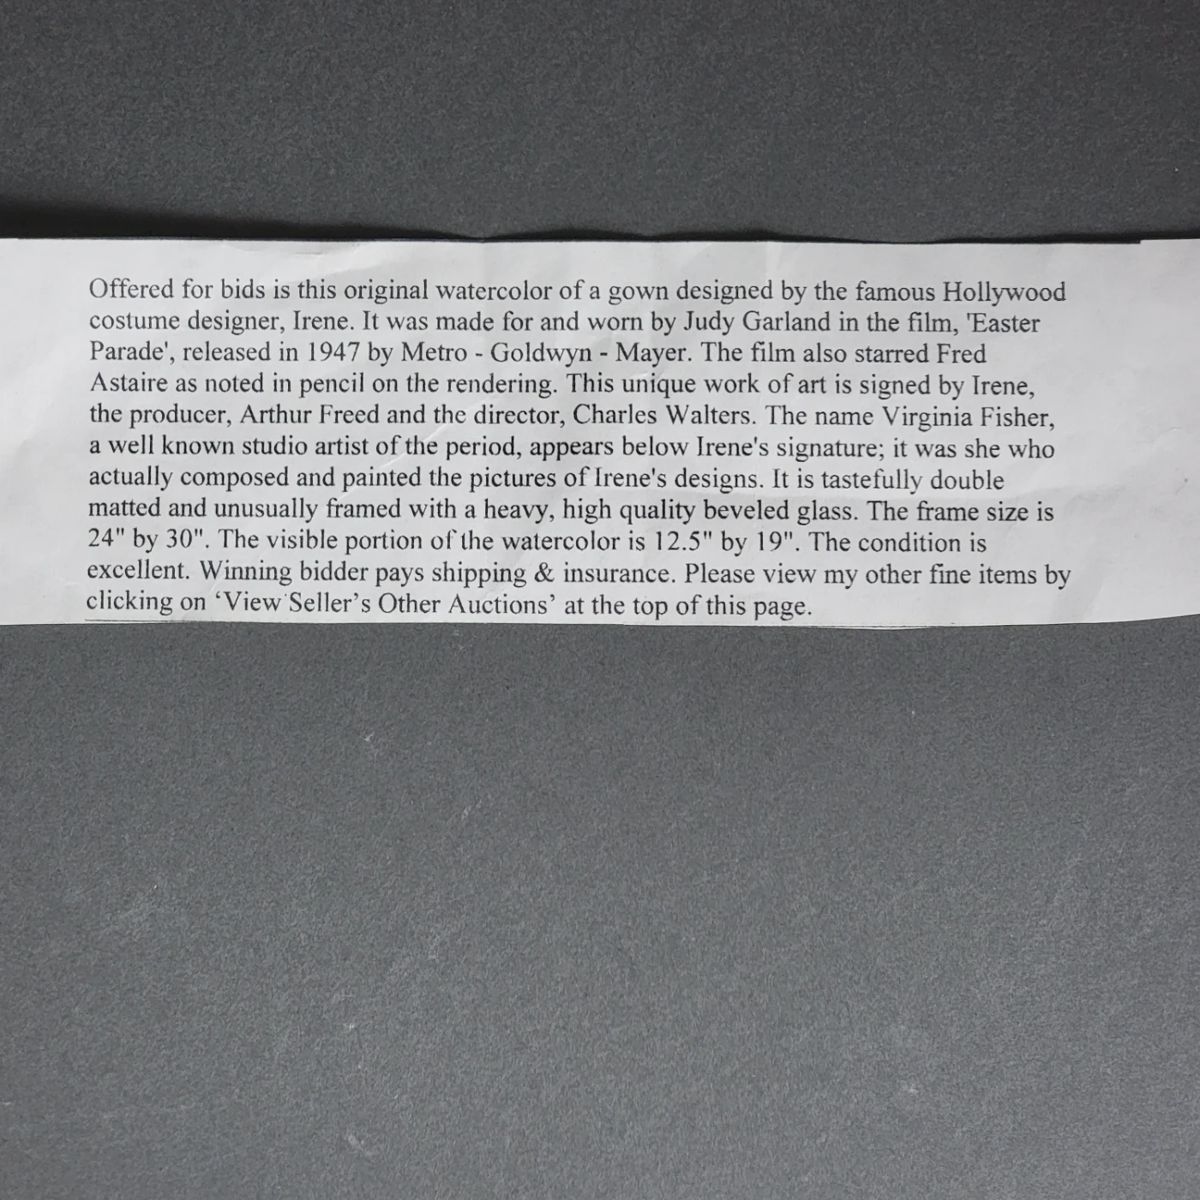 Offered for bids is this original watercolor of a gown designed by the famous Hollywood
costume designer, Irene. It was made for and worn by Judy Garland in the film, 'Easter
Parade', released in 1947 by Metro - Goldwyn - Mayer. The film also starred Fred
Astaire as noted in pencil on the rendering. This unique work of art is signed by Irene,
the producer, Arthur Freed and the director, Charles Walters. The name Virginia Fisher,
a well known studio artist of the period, appears below Irene's signature; it was she who
actually composed and painted the pictures of Irene's designs. It is tastefully double
matted and unusually framed with a heavy, high quality beveled glass. The frame size is
24" by 30". The visible portion of the watercolor is 12.5" by 19". The condition is
excellent. Winning bidder pays shipping & insurance. Please view my other fine items by
clicking on ‘View Seller’s Other Auctions’ at the top of this page.